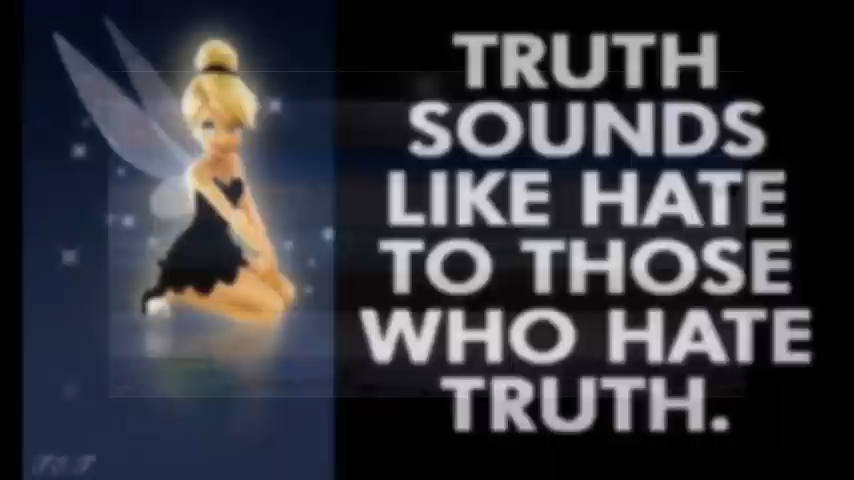 TRUTH
SOUNDS
LIKE HATE
TO THOSE
WHO HATE
TRUTH.